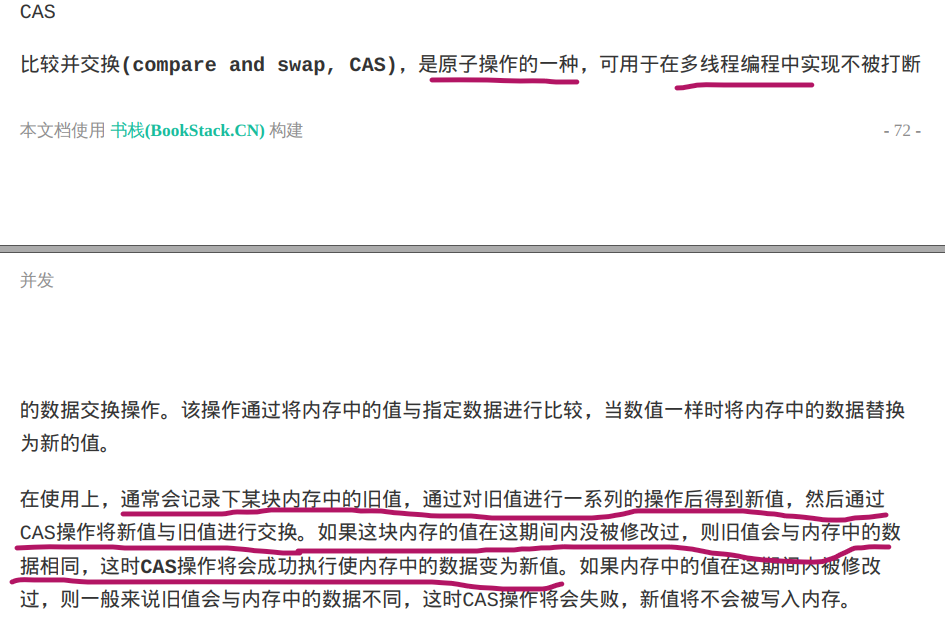 CAS
比较并交换(compare and swap, CAS)，是原子操作的一种，可用于在多线程编程中实现不被打断
本文档使用 书栈(BookStack.CN) 构建
- 72 -
并发
的数据交换操作。该操作通过将内存中的值与指定数据进行比较，当数值一样时将内存中的数据替换
为新的值。
在使用上，通常会记录下某块内存中的旧值，通过对旧值进行一系列的操作后得到新值，然后通过
CAS操作将新值与旧值进行交换。如果这块内存的值在这期间内没被修改过，则旧值会与内存中的数
据相同，这时CAS操作将会成功执行使内存中的数据变为新值。如果内存中的值在这期间内被修改
过，则一般来说旧值会与内存中的数据不同，这时CAS操作将会失败，新值将不会被写入内存。